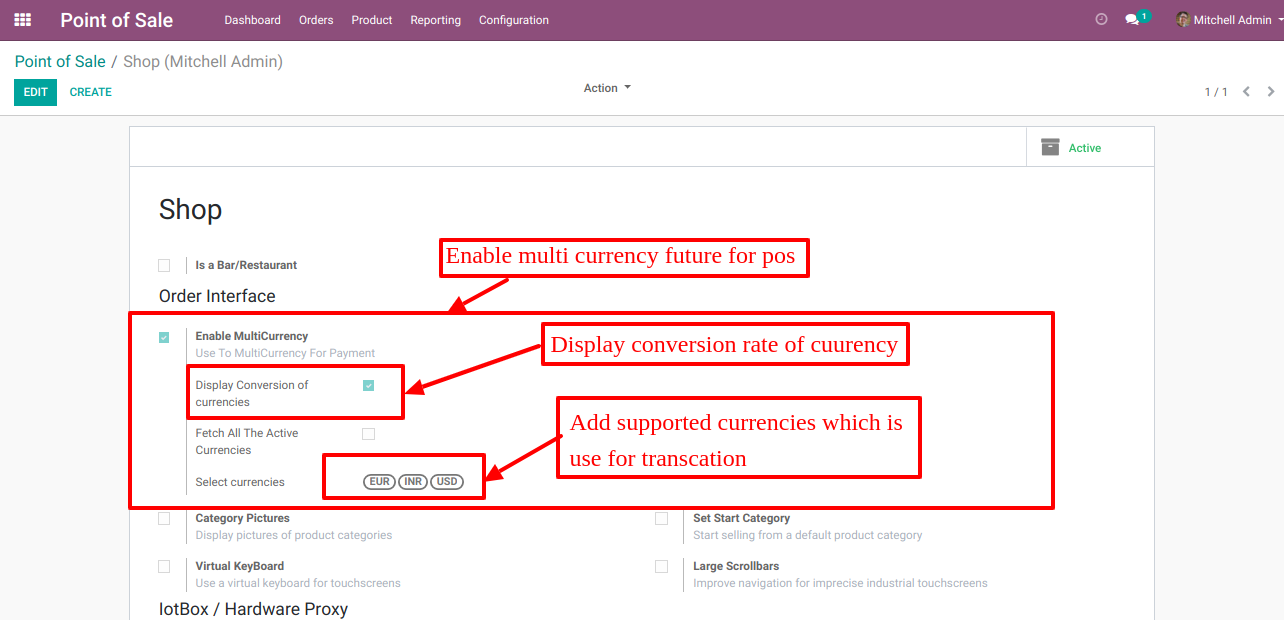 Point of Sale Dashboard Orders Product Reporting Configuration 1 Mitchell Admin
Point of Sale / Shop (Mitchell Admin)
EDIT CREATE Action 1 / 1
Active
Shop
Enable multi currency future for pos
Is a Bar/Restaurant
Order Interface
Enable MultiCurrency
Use To MultiCurrency For Payment
Display conversion rate of cuurency
Display Conversion of
currencies
Add supported currencies which is
use for transcation
Fetch All The Active
Currencies
Select currencies EUR INR USD
Category Pictures Set Start Category
Display pictures of product categories Start selling from a default product category
Virtual KeyBoard Large Scrollbars
Use a virtual keyboard for touchscreens Improve navigation for imprecise industrial touchscreens
IotBox / Hardware Proxy